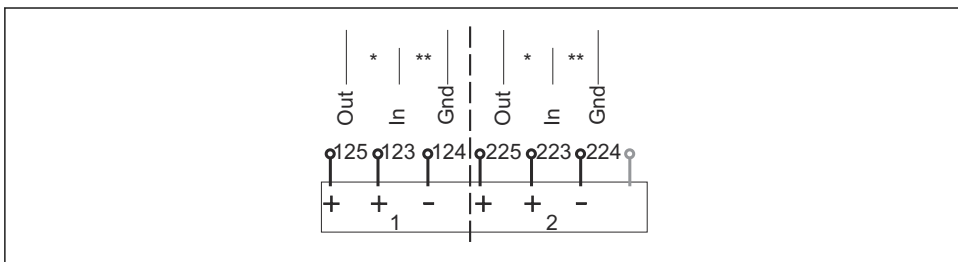 * ** * **
Out In Gnd Out In Gnd
125 123 124 225 223 224
+ + - + + -
1 2